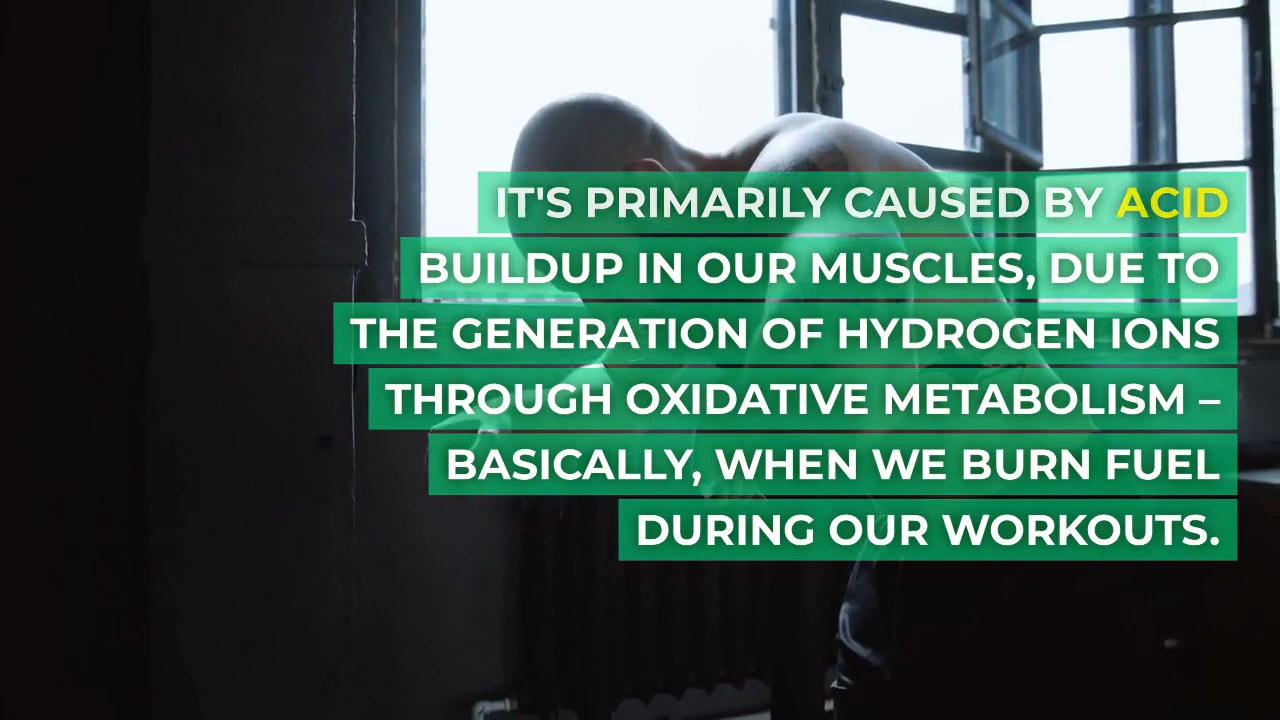 IT'S PRIMARILY CAUSED BY ACID
BUILDUP IN OUR MUSCLES, DUE TO
THE GENERATION OF HYDROGEN IONS
THROUGH OXIDATIVE METABOLISM –
BASICALLY, WHEN WE BURN FUEL
DURING OUR WORKOUTS.